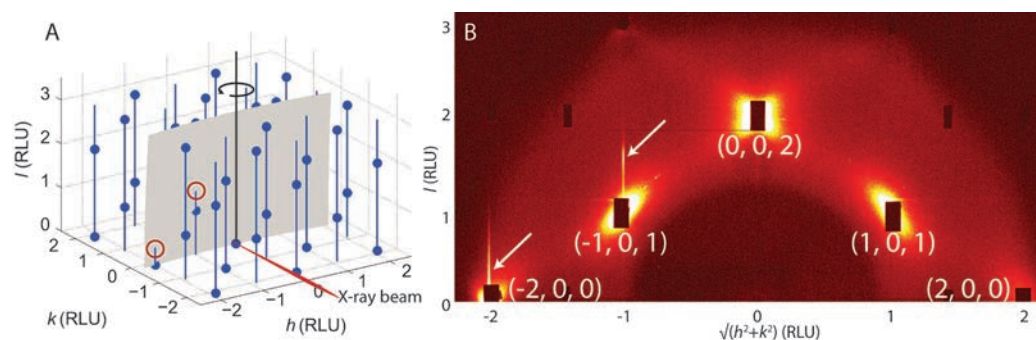 A
3
2
1
0
l (RLU)
2
1
0
−1
−2
k (RLU)
−2
−1
0
1
2
h (RLU)
X-ray beam
B
3
2
1
0
l (RLU)
(0, 0, 2)
(-1, 0, 1)
(1, 0, 1)
(-2, 0, 0)
(2, 0, 0)
-2
-1
0
1
2
√(h²+k²) (RLU)